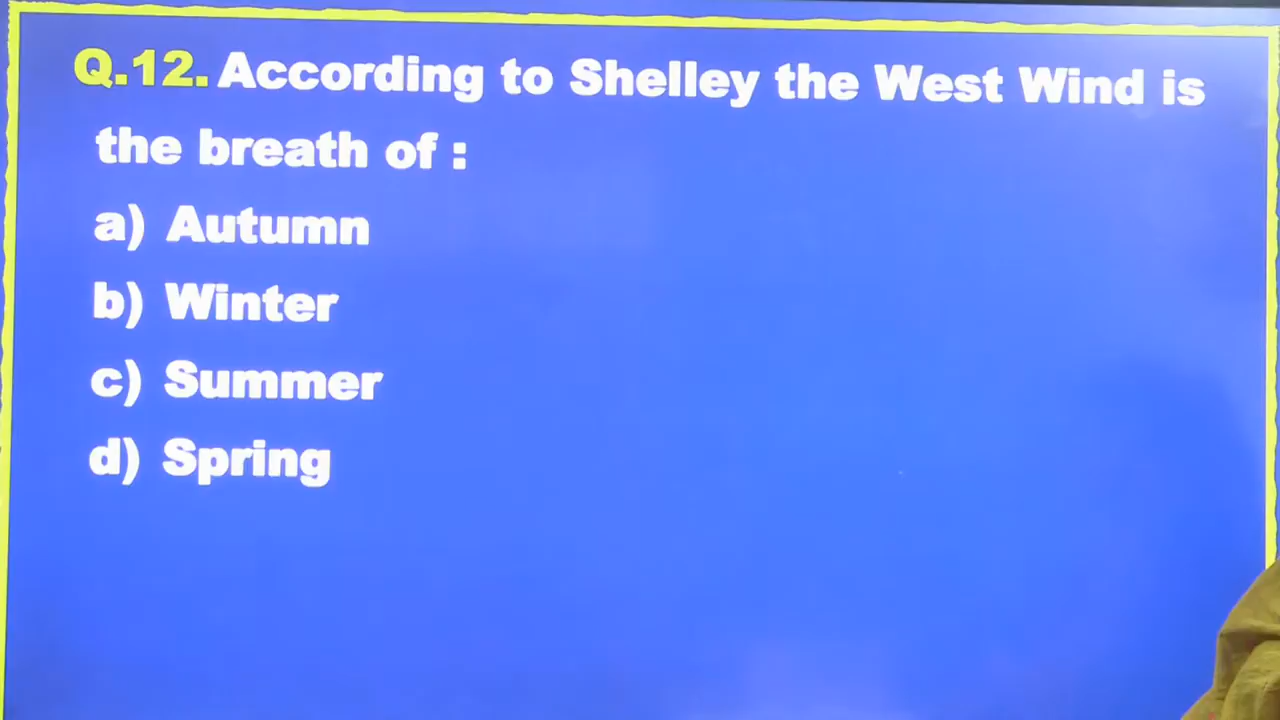 Q.12. According to Shelley the West Wind is
the breath of :
a) Autumn
b) Winter
c) Summer
d) Spring